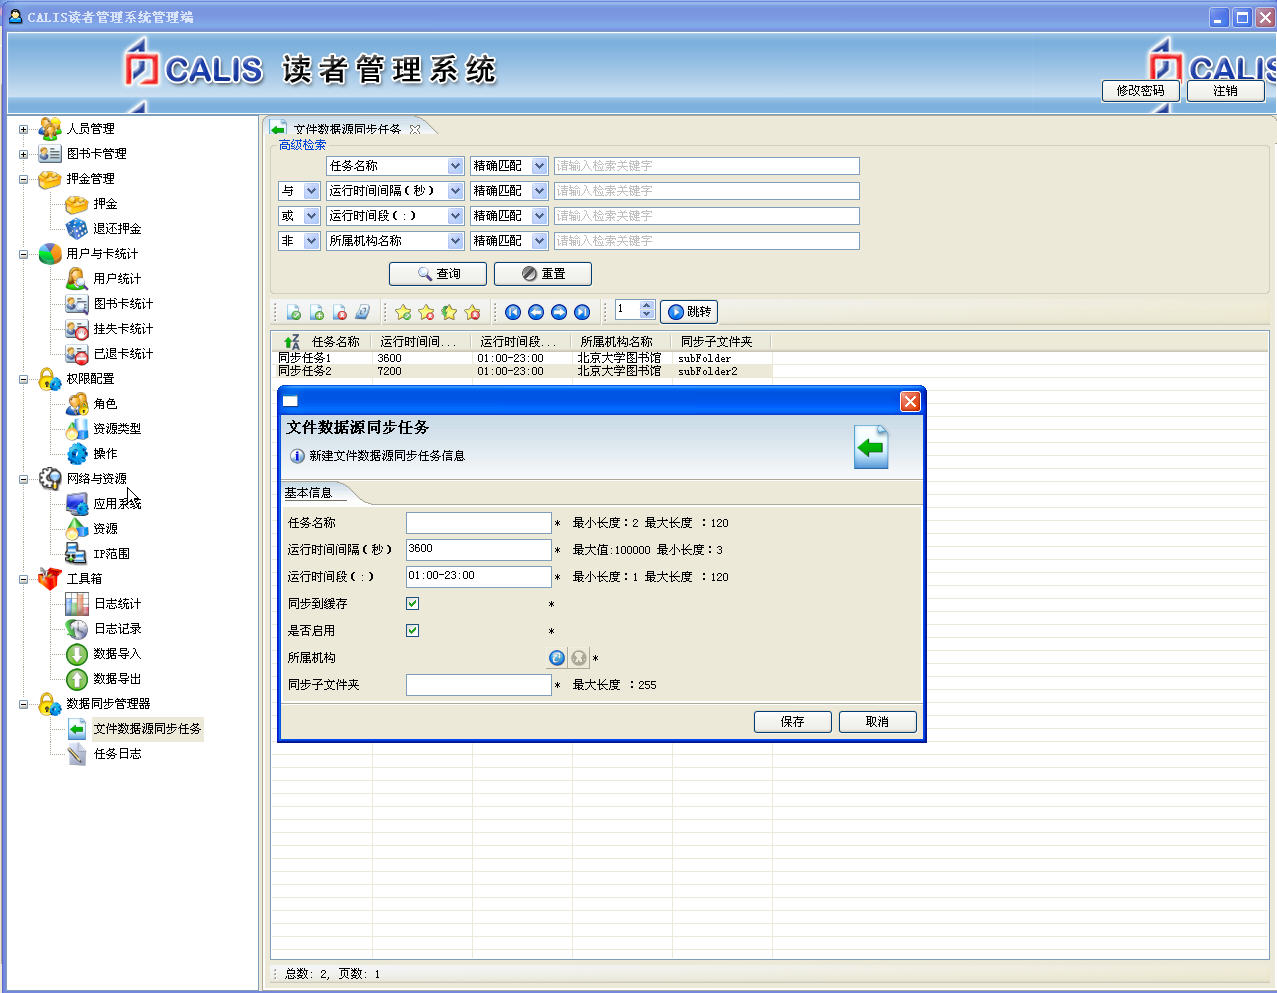 CALIS读者管理系统管理端
CALIS 读者管理系统
CALIS
修改密码 注销
人员管理
图书卡管理
押金管理
押金
退还押金
用户与卡统计
用户统计
图书卡统计
挂失卡统计
已退卡统计
权限配置
角色
资源类型
操作
网络与资源
应用系统
资源
IP范围
工具箱
日志统计
日志记录
数据导入
数据导出
数据同步管理器
文件数据源同步任务
任务日志
文件数据源同步任务
高级检索
任务名称 精确匹配 请输入检索关键字
与 运行时间间隔(秒) 精确匹配 请输入检索关键字
或 运行时间段(:) 精确匹配 请输入检索关键字
非 所属机构名称 精确匹配 请输入检索关键字
查询 重置
1 跳转
任务名称 运行时间间... 运行时间段... 所属机构名称 同步子文件夹
同步任务1 3600 01:00-23:00 北京大学图书馆 subFolder
同步任务2 7200 01:00-23:00 北京大学图书馆 subFolder2
文件数据源同步任务
新建文件数据源同步任务信息
基本信息
任务名称 * 最小长度：2 最大长度 ：120
运行时间间隔(秒) 3600 * 最大值:100000 最小长度：3
运行时间段(:) 01:00-23:00 * 最小长度：1 最大长度 ：120
同步到缓存 *
是否启用 *
所属机构 *
同步子文件夹 * 最大长度 ：255
保存 取消
总数: 2, 页数: 1